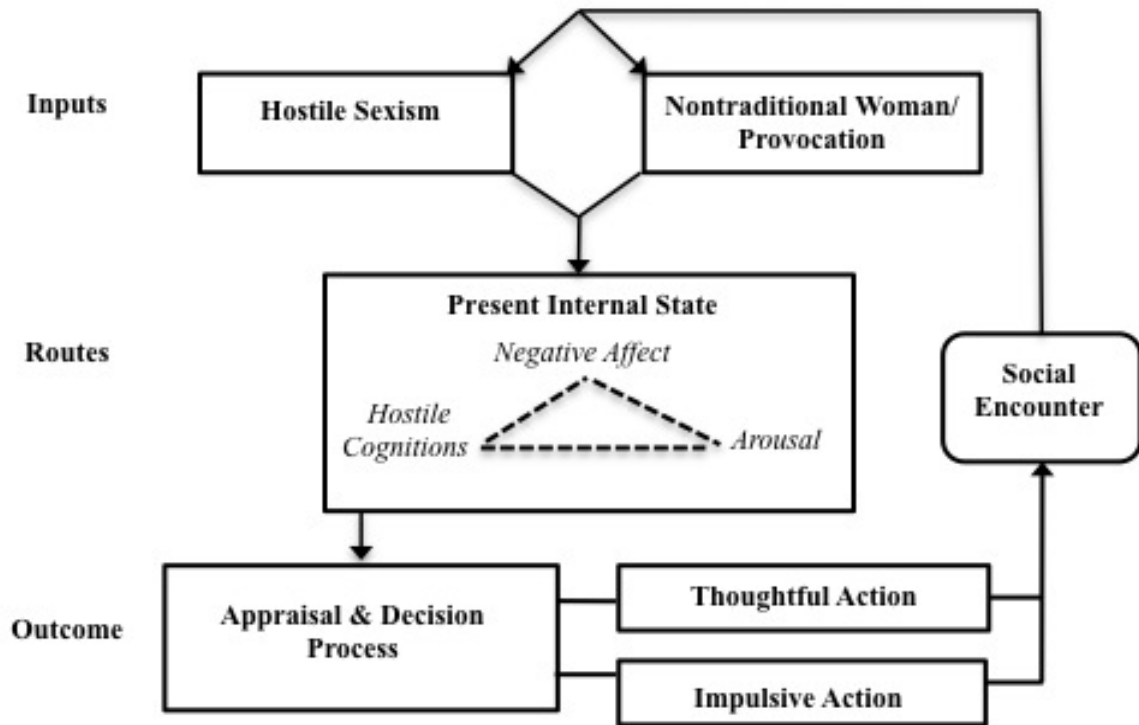 Inputs
Hostile Sexism
Nontraditional Woman/
Provocation
Routes
Present Internal State
Negative Affect
Hostile
Cognitions
Arousal
Social
Encounter
Outcome
Appraisal & Decision
Process
Thoughtful Action
Impulsive Action